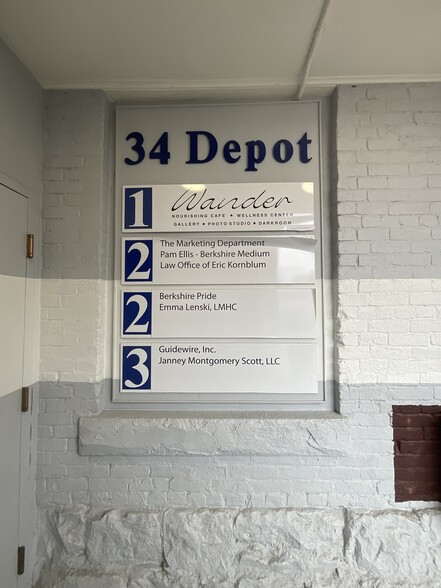 34 Depot
1 Wander
NOURISHING CAFE • WELLNESS CENTER
GALLERY • PHOTO STUDIO • DARKROOM
2 The Marketing Department
Pam Ellis - Berkshire Medium
Law Office of Eric Kornblum
2 Berkshire Pride
Emma Lenski, LMHC
3 Guidewire, Inc.
Janney Montgomery Scott, LLC